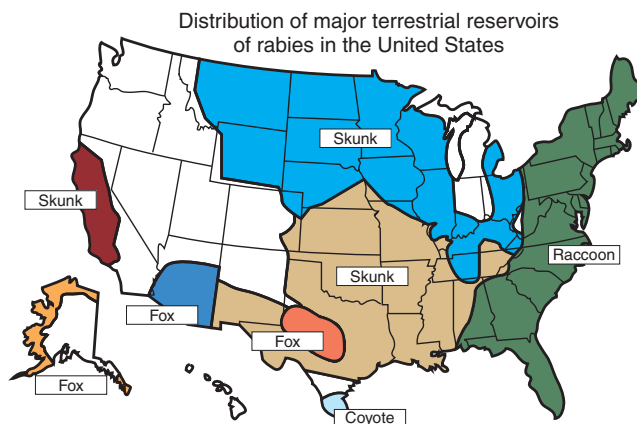 Distribution of major terrestrial reservoirs
of rabies in the United States
Skunk
Skunk
Raccoon
Skunk
Fox
Fox
Fox
Coyote